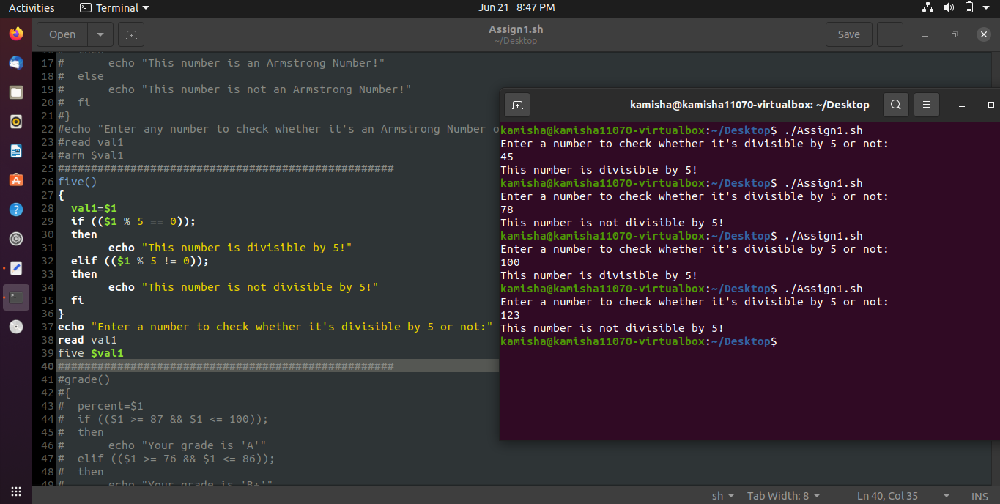 Activities
Terminal
Jun 21 8:47 PM
Open
Assign1.sh
~/Desktop
Save
17 #       echo "This number is an Armstrong Number!"
18 #  else
19 #       echo "This number is not an Armstrong Number!"
20 #  fi
21 #}
22 #echo "Enter any number to check whether it's an Armstrong Number
23 #read val1
24 #arm $val1
25 ###################################################
26 five()
27 {
28   val1=$1
29   if (($1 % 5 == 0));
30   then
31         echo "This number is divisible by 5!"
32   elif (($1 % 5 != 0));
33   then
34         echo "This number is not divisible by 5!"
35   fi
36 }
37 echo "Enter a number to check whether it's divisible by 5 or not:"
38 read val1
39 five $val1
40 ###################################################
41 #grade()
42 #{
43 #  percent=$1
44 #  if (($1 >= 87 && $1 <= 100));
45 #  then
46 #       echo "Your grade is 'A'"
47 #  elif (($1 >= 76 && $1 <= 86));
48 #  then
49 #       echo "Your grade is 'B+'"
kamisha@kamisha11070-virtualbox: ~/Desktop
kamisha@kamisha11070-virtualbox:~/Desktop$ ./Assign1.sh
Enter a number to check whether it's divisible by 5 or not:
45
This number is divisible by 5!
kamisha@kamisha11070-virtualbox:~/Desktop$ ./Assign1.sh
Enter a number to check whether it's divisible by 5 or not:
78
This number is not divisible by 5!
kamisha@kamisha11070-virtualbox:~/Desktop$ ./Assign1.sh
Enter a number to check whether it's divisible by 5 or not:
100
This number is divisible by 5!
kamisha@kamisha11070-virtualbox:~/Desktop$ ./Assign1.sh
Enter a number to check whether it's divisible by 5 or not:
123
This number is not divisible by 5!
kamisha@kamisha11070-virtualbox:~/Desktop$
sh
Tab Width: 8
Ln 40, Col 35
INS